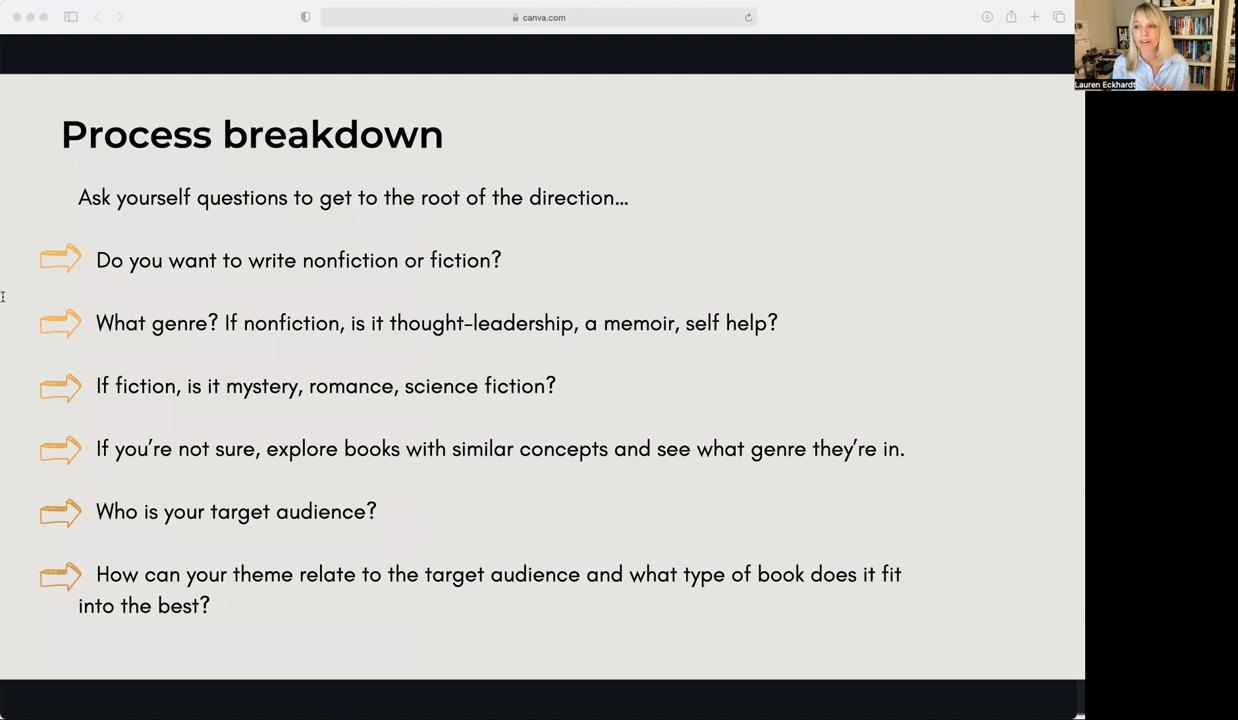 canva.com
Lauren Eckhardt
Process breakdown
Ask yourself questions to get to the root of the direction...
Do you want to write nonfiction or fiction?
What genre? If nonfiction, is it thought-leadership, a memoir, self help?
If fiction, is it mystery, romance, science fiction?
If you’re not sure, explore books with similar concepts and see what genre they’re in.
Who is your target audience?
How can your theme relate to the target audience and what type of book does it fit
into the best?